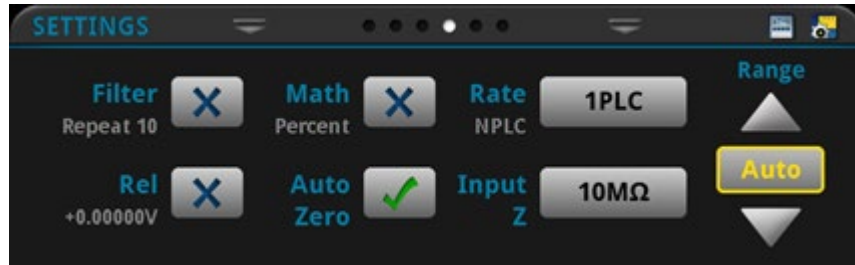 SETTINGS
Range
Filter
Repeat 10
Math
Percent
Rate
NPLC
1PLC
Auto
Rel
+0.00000V
Auto
Zero
Input
Z
10MΩ